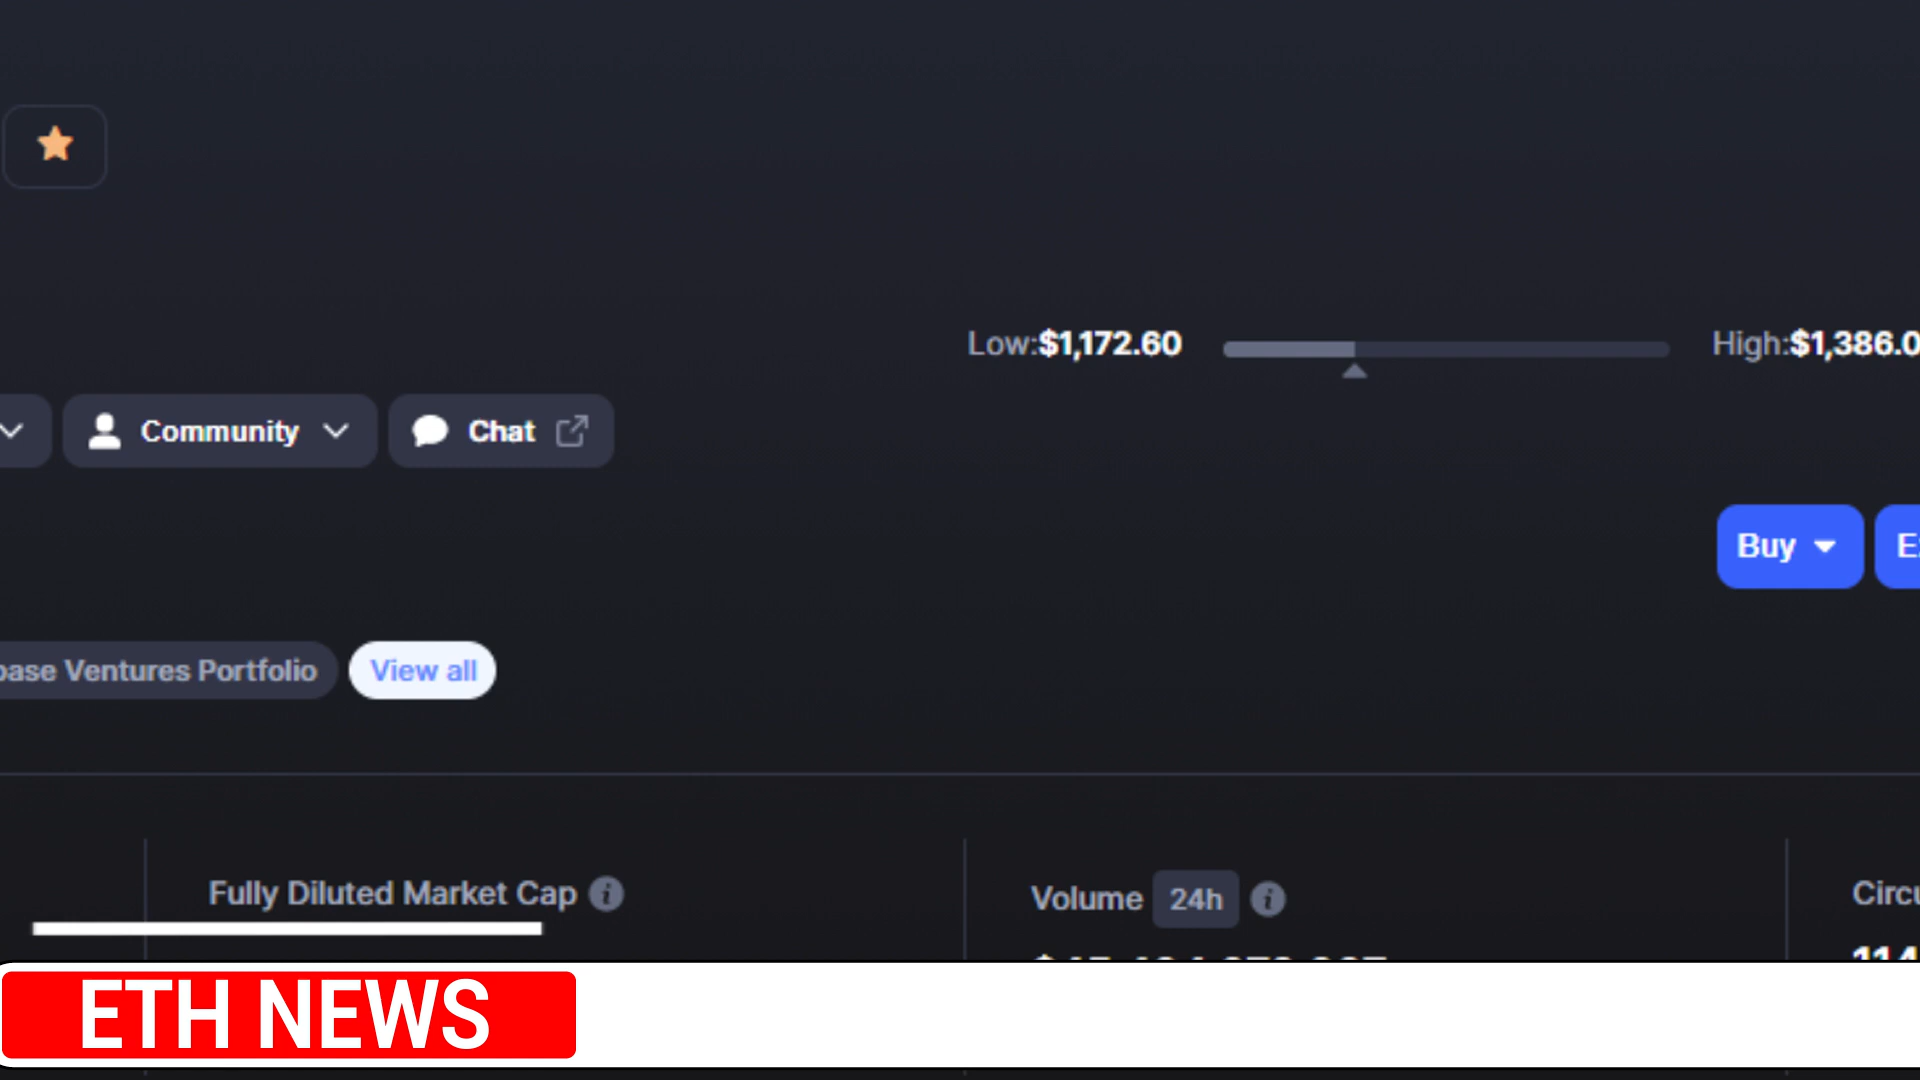 Low:$1,172.60
High:$1,386.0
Community
Chat
Buy
Ventures Portfolio
View all
Fully Diluted Market Cap
Volume 24h
ETH NEWS